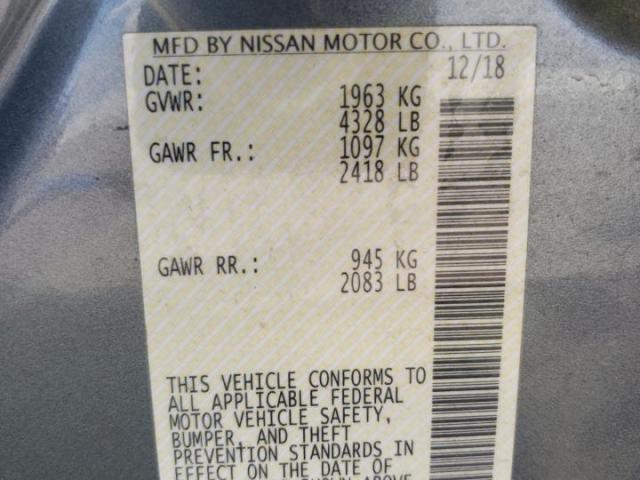 MFD BY NISSAN MOTOR CO., LTD.
DATE: 12/18
GVWR: 1963 KG
4328 LB
GAWR FR.: 1097 KG
2418 LB
GAWR RR.: 945 KG
2083 LB
THIS VEHICLE CONFORMS TO
ALL APPLICABLE FEDERAL
MOTOR VEHICLE SAFETY,
BUMPER, AND THEFT
PREVENTION STANDARDS IN
EFFECT ON THE DATE OF
SHOWN ABOVE